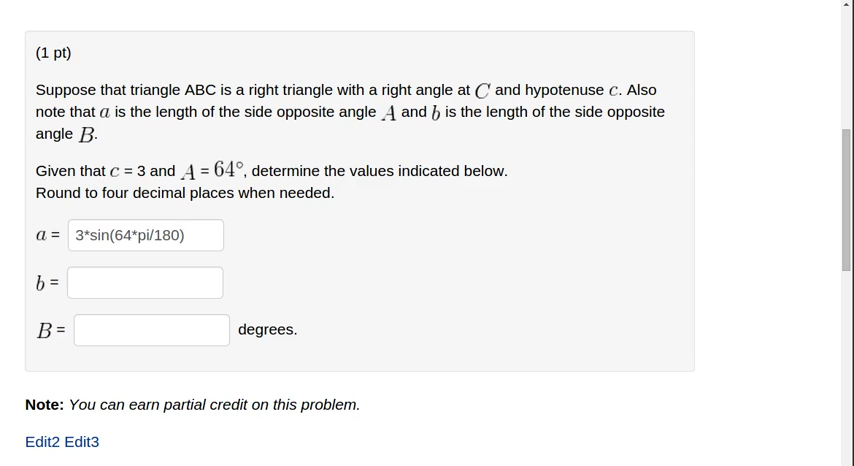 (1 pt)
Suppose that triangle ABC is a right triangle with a right angle at C and hypotenuse c. Also
note that a is the length of the side opposite angle A and b is the length of the side opposite
angle B.
Given that c = 3 and A = 64°, determine the values indicated below.
Round to four decimal places when needed.
a = 3*sin(64*pi/180)
b =
B = degrees.
Note: You can earn partial credit on this problem.
Edit2 Edit3